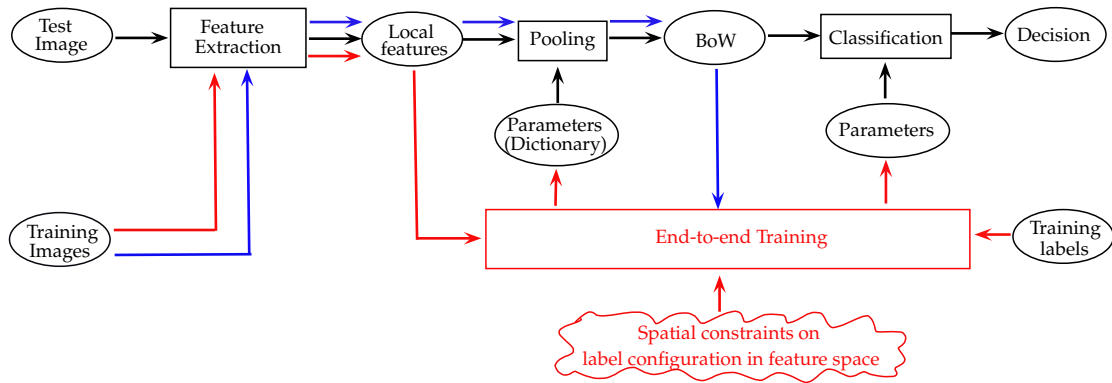 Test
Image
Feature
Extraction
Local
features
Pooling
BoW
Classification
Decision
Parameters
(Dictionary)
Parameters
Training
Images
End-to-end Training
Training
labels
Spatial constraints on
label configuration in feature space